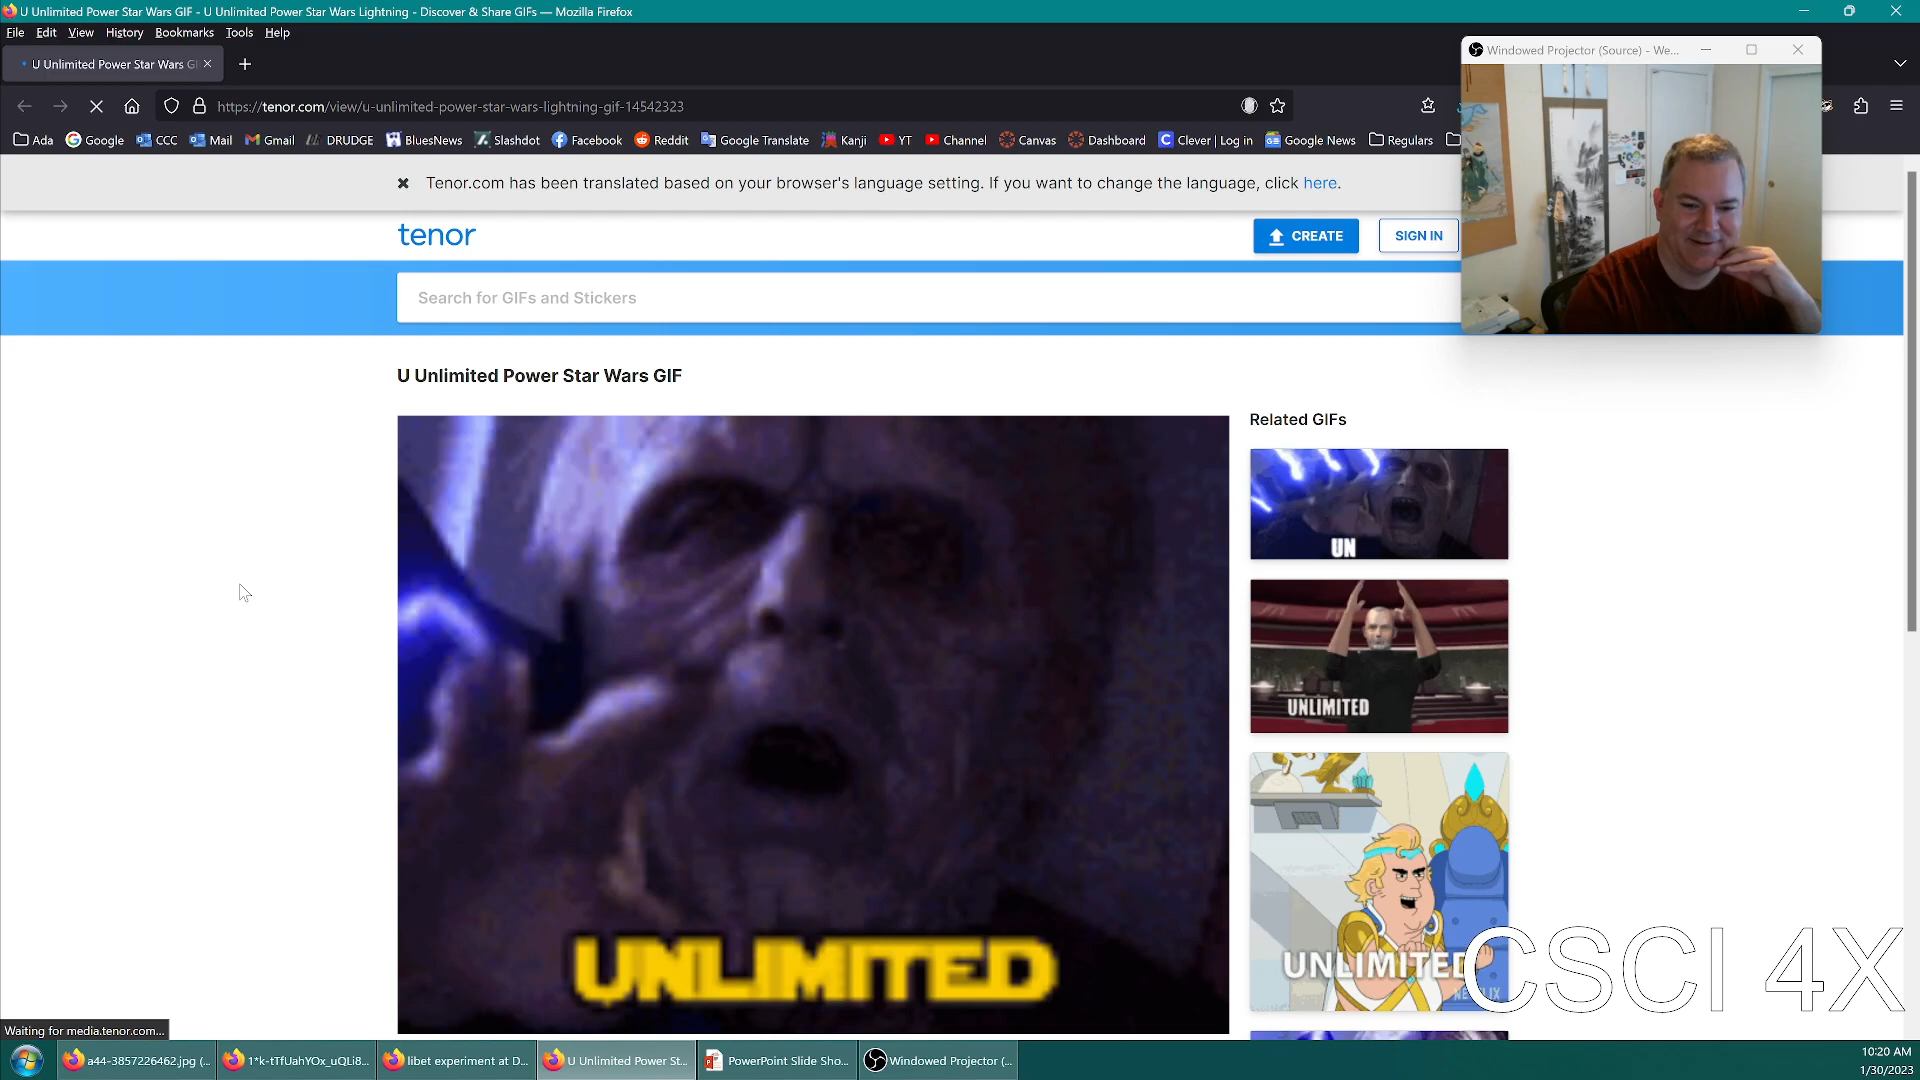 U Unlimited Power Star Wars GIF - U Unlimited Power Star Wars Lightning - Discover & Share GIFs — Mozilla Firefox
File Edit View History Bookmarks Tools Help
Windowed Projector (Source) - We...
U Unlimited Power Star Wars G
https://tenor.com/view/u-unlimited-power-star-wars-lightning-gif-14542323
Ada Google CCC Mail Gmail DRUDGE BluesNews Slashdot Facebook Reddit Google Translate Kanji YT Channel Canvas Dashboard Clever | Log in Google News Regulars
Tenor.com has been translated based on your browser's language setting. If you want to change the language, click here.
tenor
CREATE
SIGN IN
Search for GIFs and Stickers
U Unlimited Power Star Wars GIF
Related GIFs
UN
UNLIMITED
UNLIMITED
UNLIMITED
NETFLIX
CSCI 4X
Waiting for media.tenor.com...
a44-3857226462.jpg (...
1*k-tTfUahYOx_uQLi8...
libet experiment at D...
U Unlimited Power St...
PowerPoint Slide Sho...
Windowed Projector (...
10:20 AM
1/30/2023